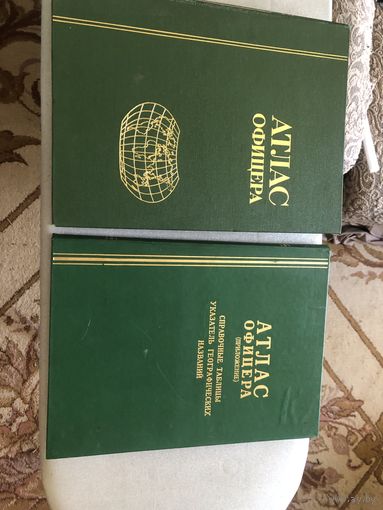 АТЛАС
ОФИЦЕРА
АТЛАС
ОФИЦЕРА
(ПРИЛОЖЕНИЕ)
СПРАВОЧНЫЕ ТАБЛИЦЫ
УКАЗАТЕЛЬ ГЕОГРАФИЧЕСКИХ
НАЗВАНИЙ